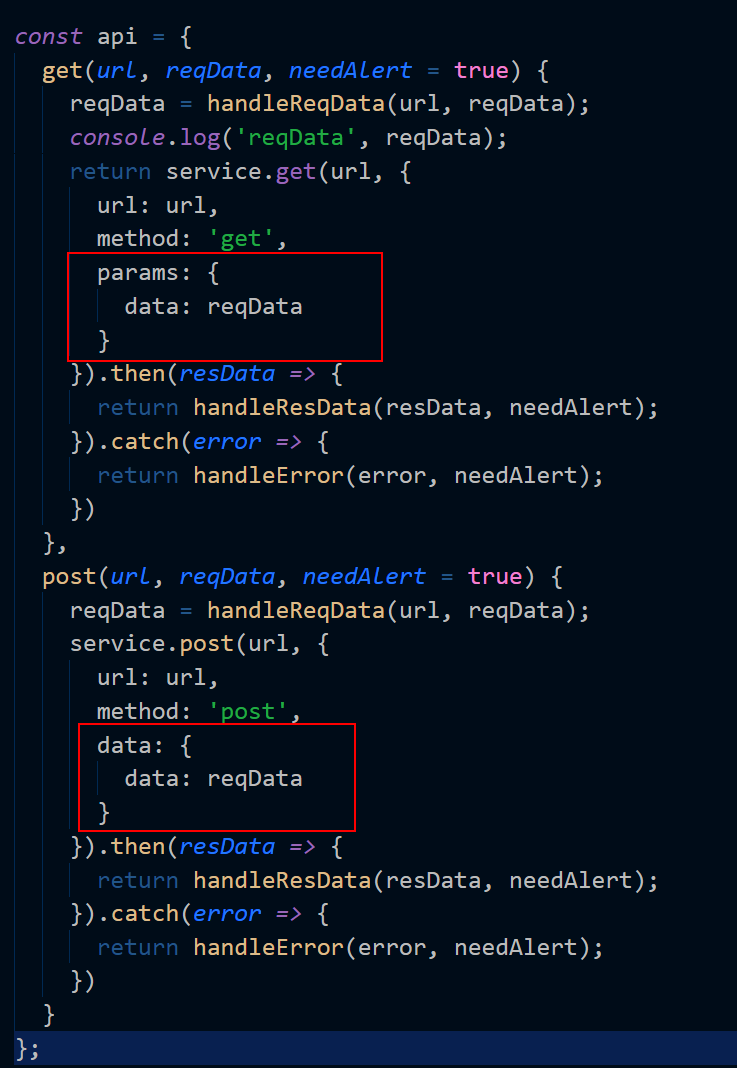 const api = {
  get(url, reqData, needAlert = true) {
    reqData = handleReqData(url, reqData);
    console.log('reqData', reqData);
    return service.get(url, {
      url: url,
      method: 'get',
      params: {
        data: reqData
      }
    }).then(resData => {
      return handleResData(resData, needAlert);
    }).catch(error => {
      return handleError(error, needAlert);
    })
  },
  post(url, reqData, needAlert = true) {
    reqData = handleReqData(url, reqData);
    service.post(url, {
      url: url,
      method: 'post',
      data: {
        data: reqData
      }
    }).then(resData => {
      return handleResData(resData, needAlert);
    }).catch(error => {
      return handleError(error, needAlert);
    })
  }
};